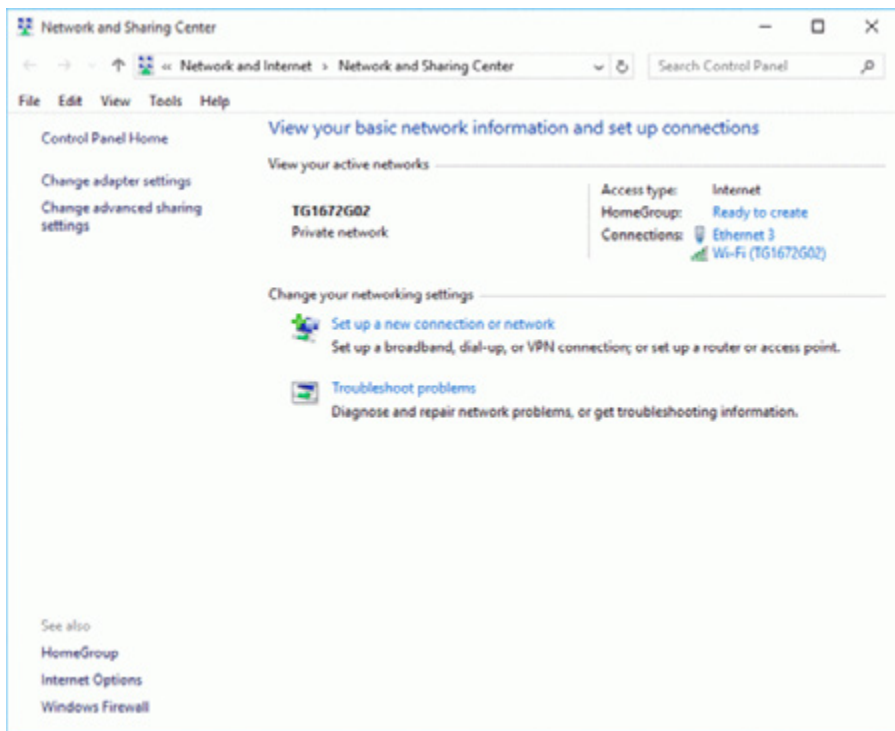 Network and Sharing Center
« Network and Internet › Network and Sharing Center
Search Control Panel
File Edit View Tools Help
Control Panel Home
Change adapter settings
Change advanced sharing
settings
View your basic network information and set up connections
View your active networks
TG1672G02
Private network
Access type: Internet
HomeGroup: Ready to create
Connections: Ethernet 3
Wi-Fi (TG1672G02)
Change your networking settings
Set up a new connection or network
Set up a broadband, dial-up, or VPN connection; or set up a router or access point.
Troubleshoot problems
Diagnose and repair network problems, or get troubleshooting information.
See also
HomeGroup
Internet Options
Windows Firewall